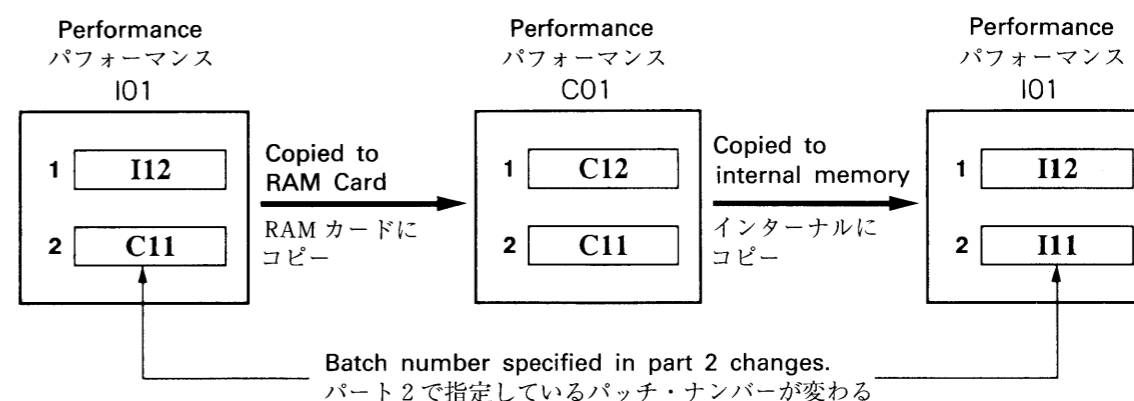 Performance
パフォーマンス
I01
1 I12
2 C11
Copied to
RAM Card
RAM カードに
コピー
Performance
パフォーマンス
C01
1 C12
2 C11
Copied to
internal memory
インターナルに
コピー
Performance
パフォーマンス
I01
1 I12
2 I11
Batch number specified in part 2 changes.
パート2で指定しているパッチ・ナンバーが変わる